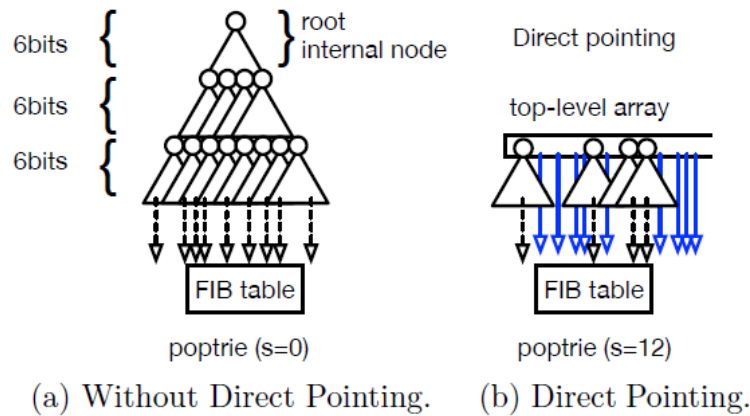 6bits
6bits
6bits
{
{
{
}
root
internal node
FIB table
poptrie (s=0)
(a) Without Direct Pointing.
Direct pointing
top-level array
FIB table
poptrie (s=12)
(b) Direct Pointing.